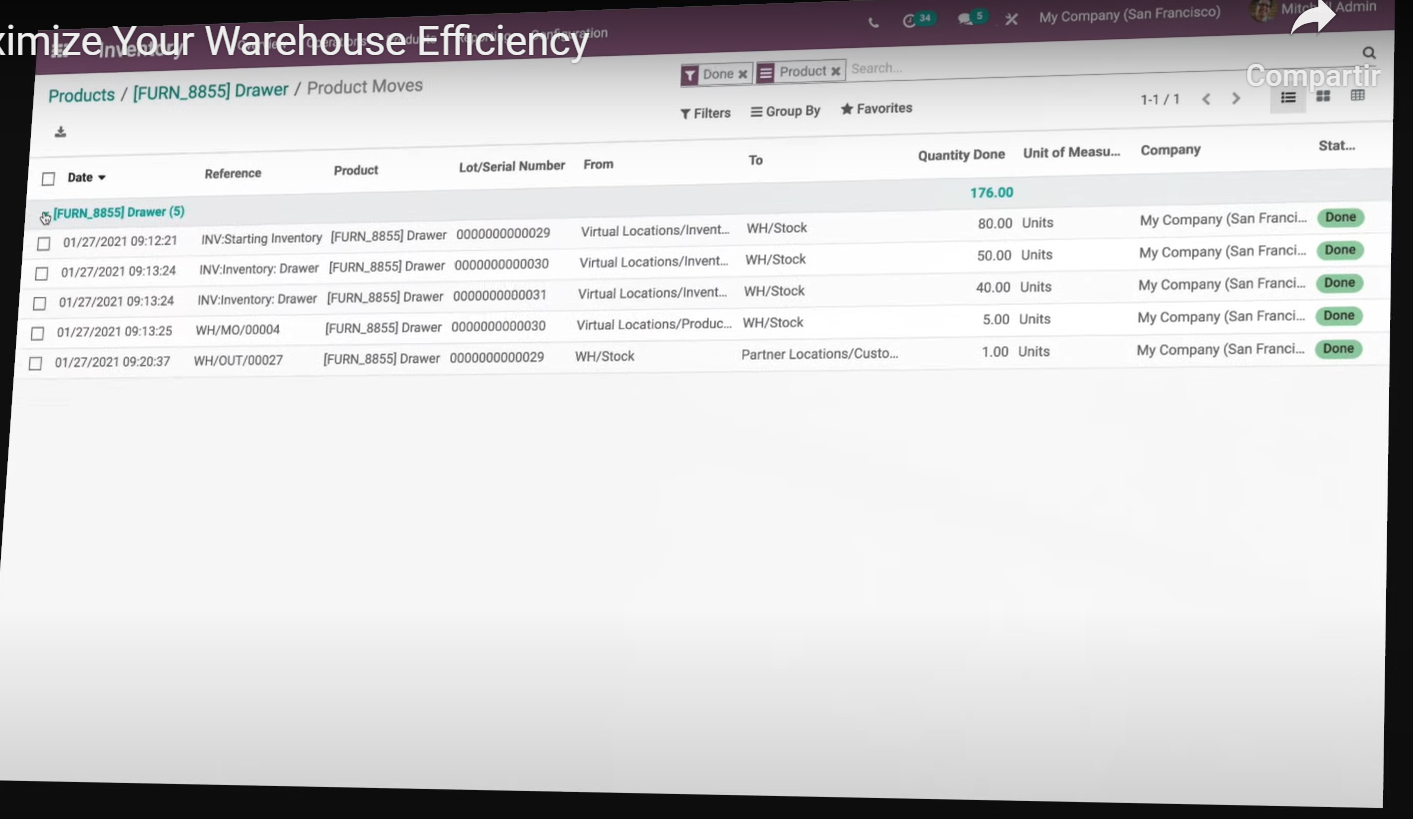 34 5 My Company (San Francisco) Mitchell Admin
ximize Your Warehouse Efficiency
Inventory Configuration
Compartir
Products / [FURN_8855] Drawer / Product Moves
Done Product Search...
Filters Group By Favorites
1-1 / 1
Date Reference Product Lot/Serial Number From To Quantity Done Unit of Measu... Company Stat...
[FURN_8855] Drawer (5) 176.00
01/27/2021 09:12:21 INV:Starting Inventory [FURN_8855] Drawer 0000000000029 Virtual Locations/Invent... WH/Stock 80.00 Units My Company (San Franci... Done
01/27/2021 09:13:24 INV:Inventory: Drawer [FURN_8855] Drawer 0000000000030 Virtual Locations/Invent... WH/Stock 50.00 Units My Company (San Franci... Done
01/27/2021 09:13:24 INV:Inventory: Drawer [FURN_8855] Drawer 0000000000031 Virtual Locations/Invent... WH/Stock 40.00 Units My Company (San Franci... Done
01/27/2021 09:13:25 WH/MO/00004 [FURN_8855] Drawer 0000000000030 Virtual Locations/Produc... WH/Stock 5.00 Units My Company (San Franci... Done
01/27/2021 09:20:37 WH/OUT/00027 [FURN_8855] Drawer 0000000000029 WH/Stock Partner Locations/Custo... 1.00 Units My Company (San Franci... Done